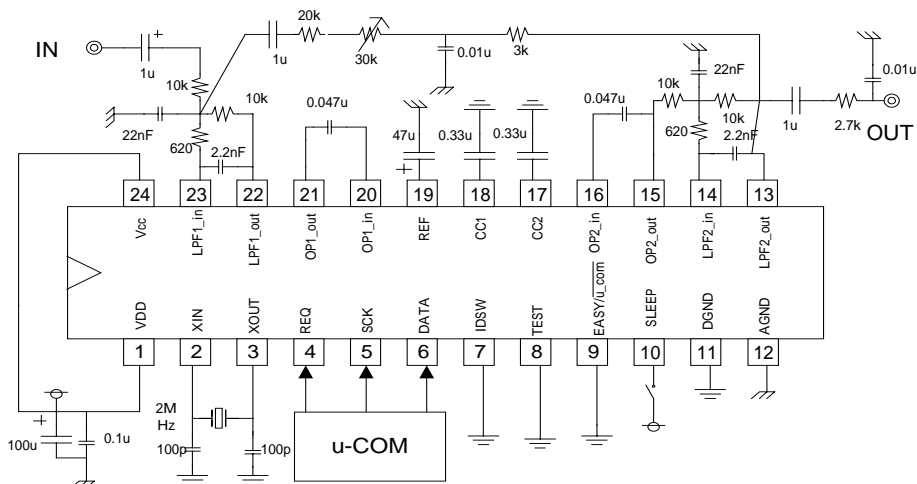 IN
1u
+
10k
22nF
620
2.2nF
10k
1u
20k
30k
0.01u
3k
0.047u
47u
+
0.33u
0.33u
0.047u
10k
22nF
620
10k
2.2nF
1u
2.7k
0.01u
OUT
24 23 22 21 20 19 18 17 16 15 14 13
Vcc LPF1_in LPF1_out OP1_out OP1_in REF CC1 CC2 OP2_in OP2_out LPF2_in LPF2_out
VDD XIN XOUT REQ SCK DATA IDSW TEST EASY/u_com SLEEP DGND AGND
1 2 3 4 5 6 7 8 9 10 11 12
+
100u
0.1u
2M
Hz
100p
100p
u-COM